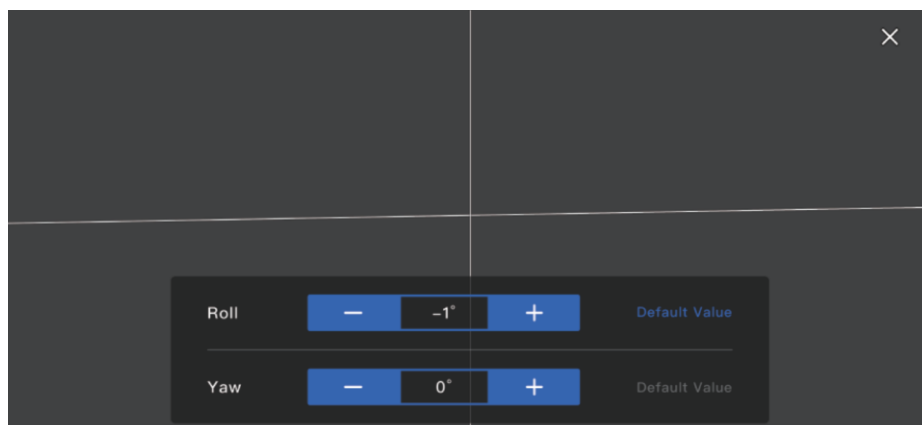 Roll − −1° + Default Value
Yaw − 0° + Default Value